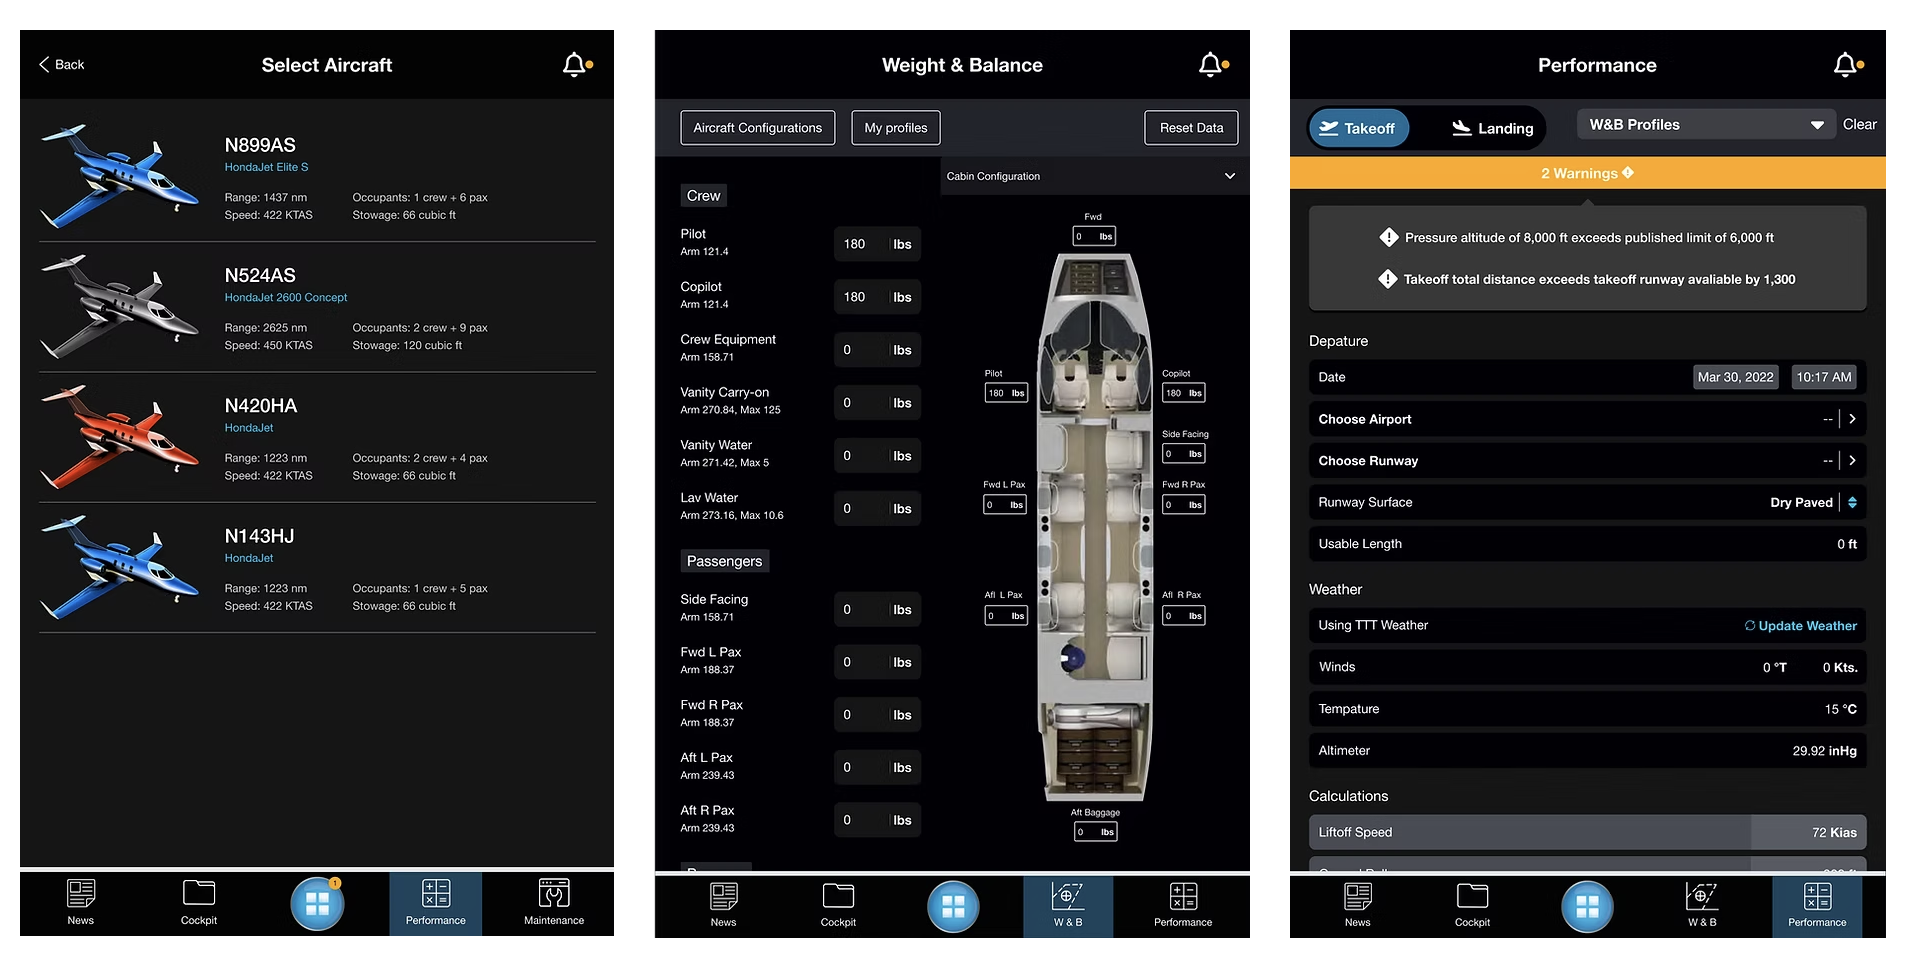 Back
Select Aircraft
N899AS
HondaJet Elite S
Range: 1437 nm
Occupants: 1 crew + 6 pax
Speed: 422 KTAS
Stowage: 66 cubic ft
N524AS
HondaJet 2600 Concept
Range: 2625 nm
Occupants: 2 crew + 9 pax
Speed: 450 KTAS
Stowage: 120 cubic ft
N420HA
HondaJet
Range: 1223 nm
Occupants: 2 crew + 4 pax
Speed: 422 KTAS
Stowage: 66 cubic ft
N143HJ
HondaJet
Range: 1223 nm
Occupants: 1 crew + 5 pax
Speed: 422 KTAS
Stowage: 66 cubic ft
News
Cockpit
1
Performance
Maintenance
Weight & Balance
Aircraft Configurations
My profiles
Reset Data
Cabin Configuration
Crew
Pilot
Arm 121.4
180 lbs
Copilot
Arm 121.4
180 lbs
Crew Equipment
Arm 158.71
0 lbs
Vanity Carry-on
Arm 270.84, Max 125
0 lbs
Vanity Water
Arm 271.42, Max 5
0 lbs
Lav Water
Arm 273.16, Max 10.6
0 lbs
Passengers
Side Facing
Arm 158.71
0 lbs
Fwd L Pax
Arm 188.37
0 lbs
Fwd R Pax
Arm 188.37
0 lbs
Aft L Pax
Arm 239.43
0 lbs
Aft R Pax
Arm 239.43
0 lbs
Fwd
0 lbs
Pilot
180 lbs
Copilot
180 lbs
Side Facing
0 lbs
Fwd L Pax
0 lbs
Fwd R Pax
0 lbs
Afl L Pax
0 lbs
Afl R Pax
0 lbs
Aft Baggage
0 lbs
News
Cockpit
W & B
Performance
Performance
Takeoff
Landing
W&B Profiles
Clear
2 Warnings
Pressure altitude of 8,000 ft exceeds published limit of 6,000 ft
Takeoff total distance exceeds takeoff runway avaliable by 1,300
Depature
Date
Mar 30, 2022
10:17 AM
Choose Airport
--
Choose Runway
--
Runway Surface
Dry Paved
Usable Length
0 ft
Weather
Using TTT Weather
Update Weather
Winds
0 °T
0 Kts.
Tempature
15 °C
Altimeter
29.92 inHg
Calculations
Liftoff Speed
72 Kias
News
Cockpit
W & B
Performance